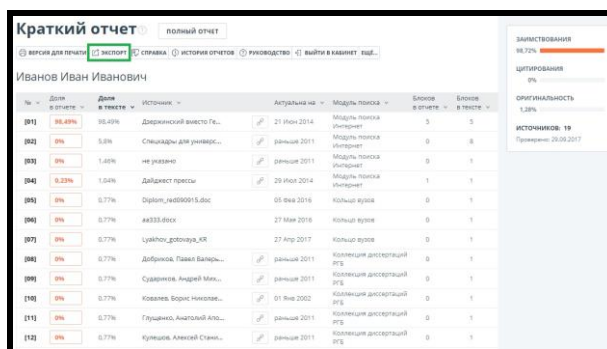 Краткий отчет
полный отчет
ВЕРСИЯ ДЛЯ ПЕЧАТИ ЭКСПОРТ СПРАВКА ИСТОРИЯ ОТЧЕТОВ РУКОВОДСТВО ВЫЙТИ В КАБИНЕТ ЕЩЁ...
Иванов Иван Иванович
№ Доля в отчете Доля в тексте Источник Актуальна на Модуль поиска Блоков в отчете Блоков в тексте
[01] 98,49% 98,49% Дзержинский вместо Ге... 21 Июн 2014 Модуль поиска Интернет 5 5
[02] 0% 5,6% Спецкадры для универс... раньше 2011 Модуль поиска Интернет 0 8
[03] 0% 1,46% не указано раньше 2011 Модуль поиска Интернет 0 1
[04] 0,23% 1,04% Дайджест прессы 29 Июл 2014 Модуль поиска Интернет 1 1
[05] 0% 0,77% Diplom_red090915.doc 05 Фев 2016 Кольцо вузов 0 1
[06] 0% 0,77% аа333.docx 27 Мая 2016 Кольцо вузов 0 1
[07] 0% 0,77% Lyakhov_gotovaya_KR 27 Апр 2017 Кольцо вузов 0 1
[08] 0% 0,77% Добриков, Павел Валерь... раньше 2011 Коллекция диссертаций РГБ 0 1
[09] 0% 0,77% Судариков, Андрей Мих... раньше 2011 Коллекция диссертаций РГБ 0 1
[10] 0% 0,77% Ковалев, Борис Николае... 01 Янв 2002 Коллекция диссертаций РГБ 0 1
[11] 0% 0,77% Глущенко, Анатолий Апо... раньше 2011 Коллекция диссертаций РГБ 0 1
[12] 0% 0,77% Кулешов, Алексей Стани... раньше 2011 Коллекция диссертаций РГБ 0 1
ЗАИМСТВОВАНИЯ
98,72%
ЦИТИРОВАНИЯ
0%
ОРИГИНАЛЬНОСТЬ
1,28%
ИСТОЧНИКОВ: 19
Проверено: 29.09.2017